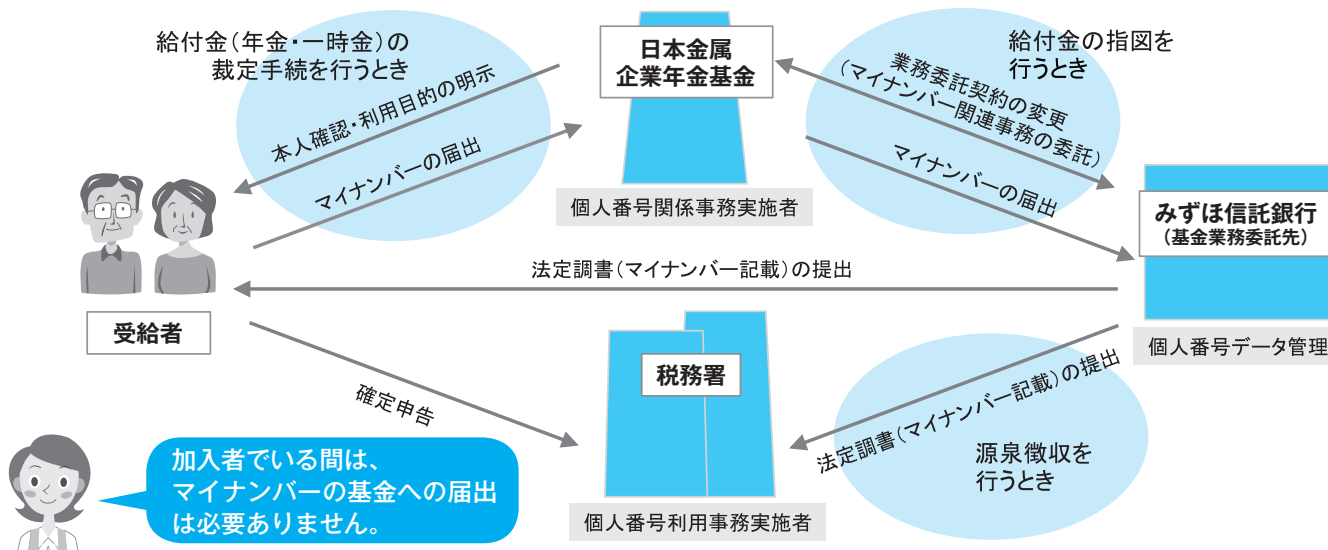 給付金（年金・一時金）の
裁定手続を行うとき
本人確認・利用目的の明示
マイナンバーの届出
日本金属
企業年金基金
個人番号関係事務実施者
給付金の指図を
行うとき
業務委託契約の変更
（マイナンバー関連事務の委託）
マイナンバーの届出
みずほ信託銀行
（基金業務委託先）
個人番号データ管理
法定調書（マイナンバー記載）の提出
受給者
確定申告
税務署
個人番号利用事務実施者
法定調書（マイナンバー記載）の提出
源泉徴収を
行うとき
加入者でいる間は、
マイナンバーの基金への届出
は必要ありません。